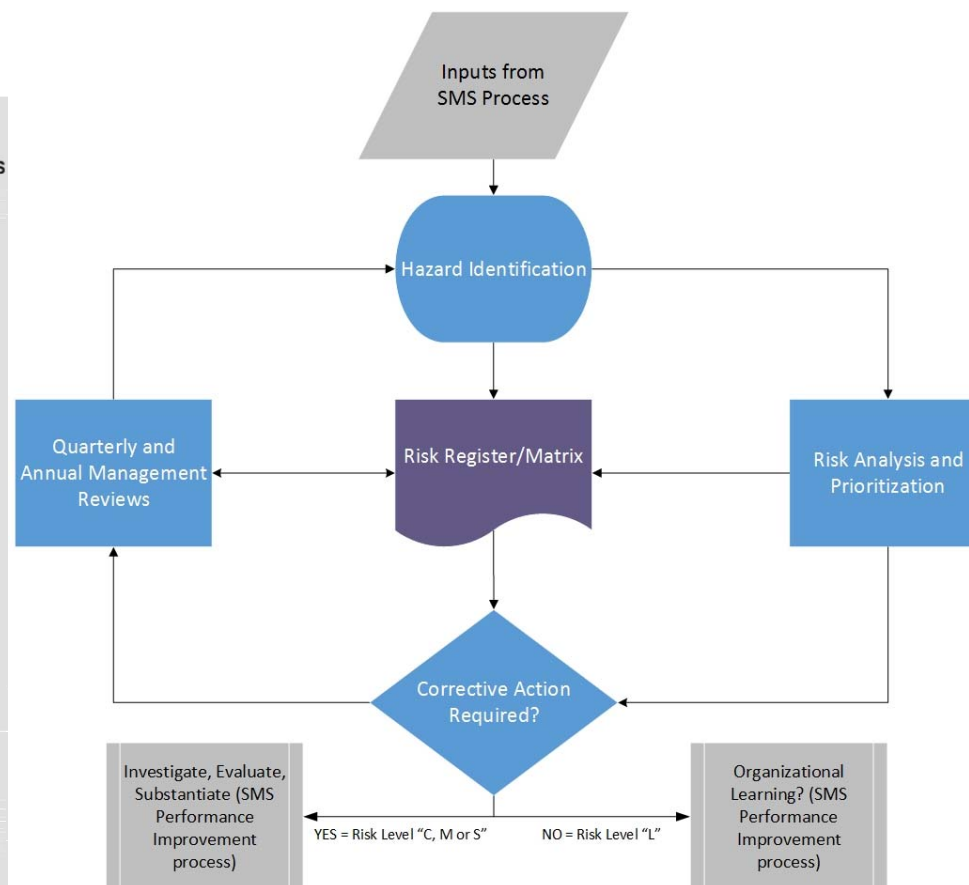 Inputs from
SMS Process
s
Hazard Identification
Quarterly and
Annual Management
Reviews
Risk Register/Matrix
Risk Analysis and
Prioritization
Corrective Action
Required?
Investigate, Evaluate,
Substantiate (SMS
Performance
Improvement
process)
YES = Risk Level “C, M or S”
NO = Risk Level “L”
Organizational
Learning? (SMS
Performance
Improvement
process)